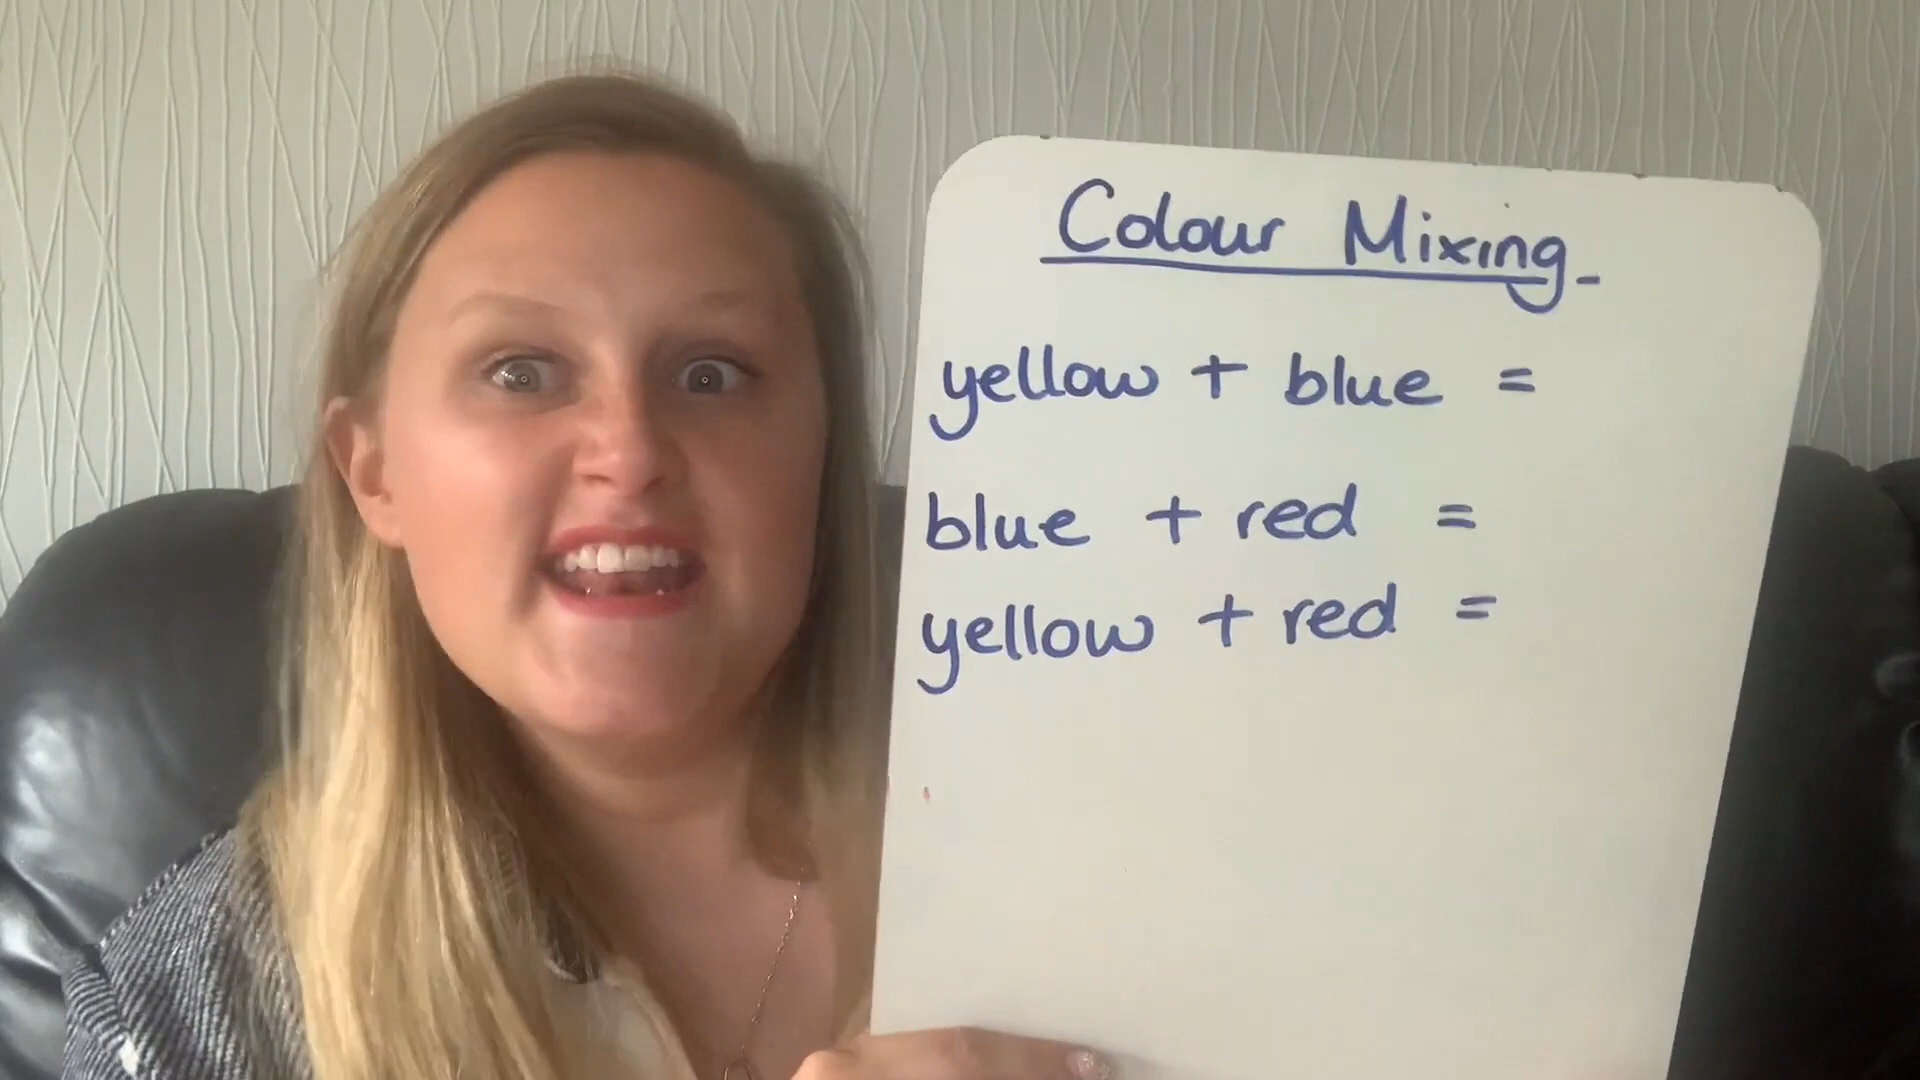 Colour Mixing-
yellow + blue =
blue + red =
yellow + red =